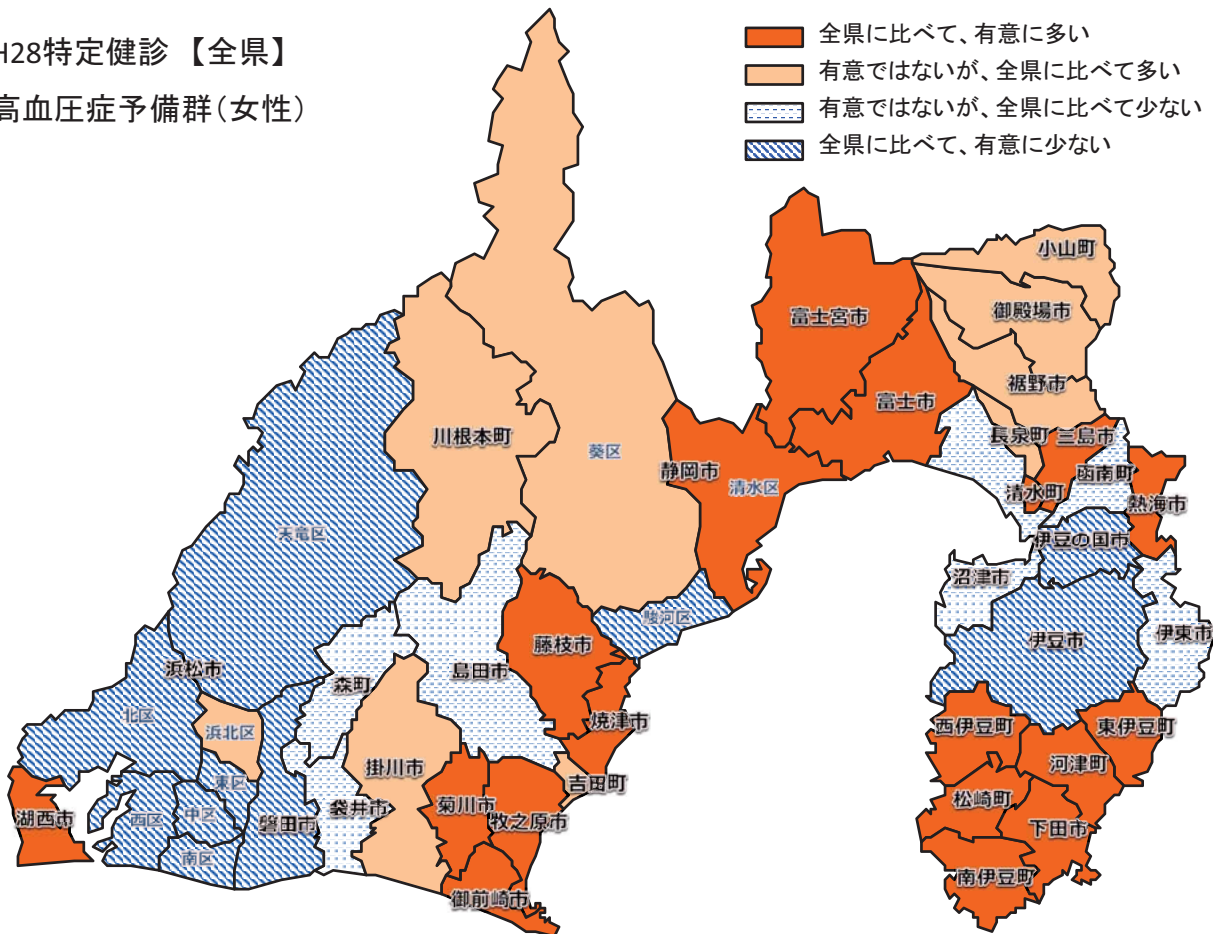 H28特定健診 【全県】
高血圧症予備群(女性)
全県に比べて、有意に多い
有意ではないが、全県に比べて多い
有意ではないが、全県に比べて少ない
全県に比べて、有意に少ない
小山町
御殿場市
富士宮市
裾野市
富士市
長泉町
三島市
川根本町
葵区
静岡市
清水区
函南町
清水町
熱海市
天竜区
伊豆の国市
沼津市
駿河区
伊豆市
伊東市
藤枝市
浜松市
森町
島田市
北区
浜北区
焼津市
西伊豆町
東伊豆町
河津町
掛川市
東区
吉田町
松崎町
湖西市
西区
中区
磐田市
袋井市
菊川市
牧之原市
下田市
南区
御前崎市
南伊豆町